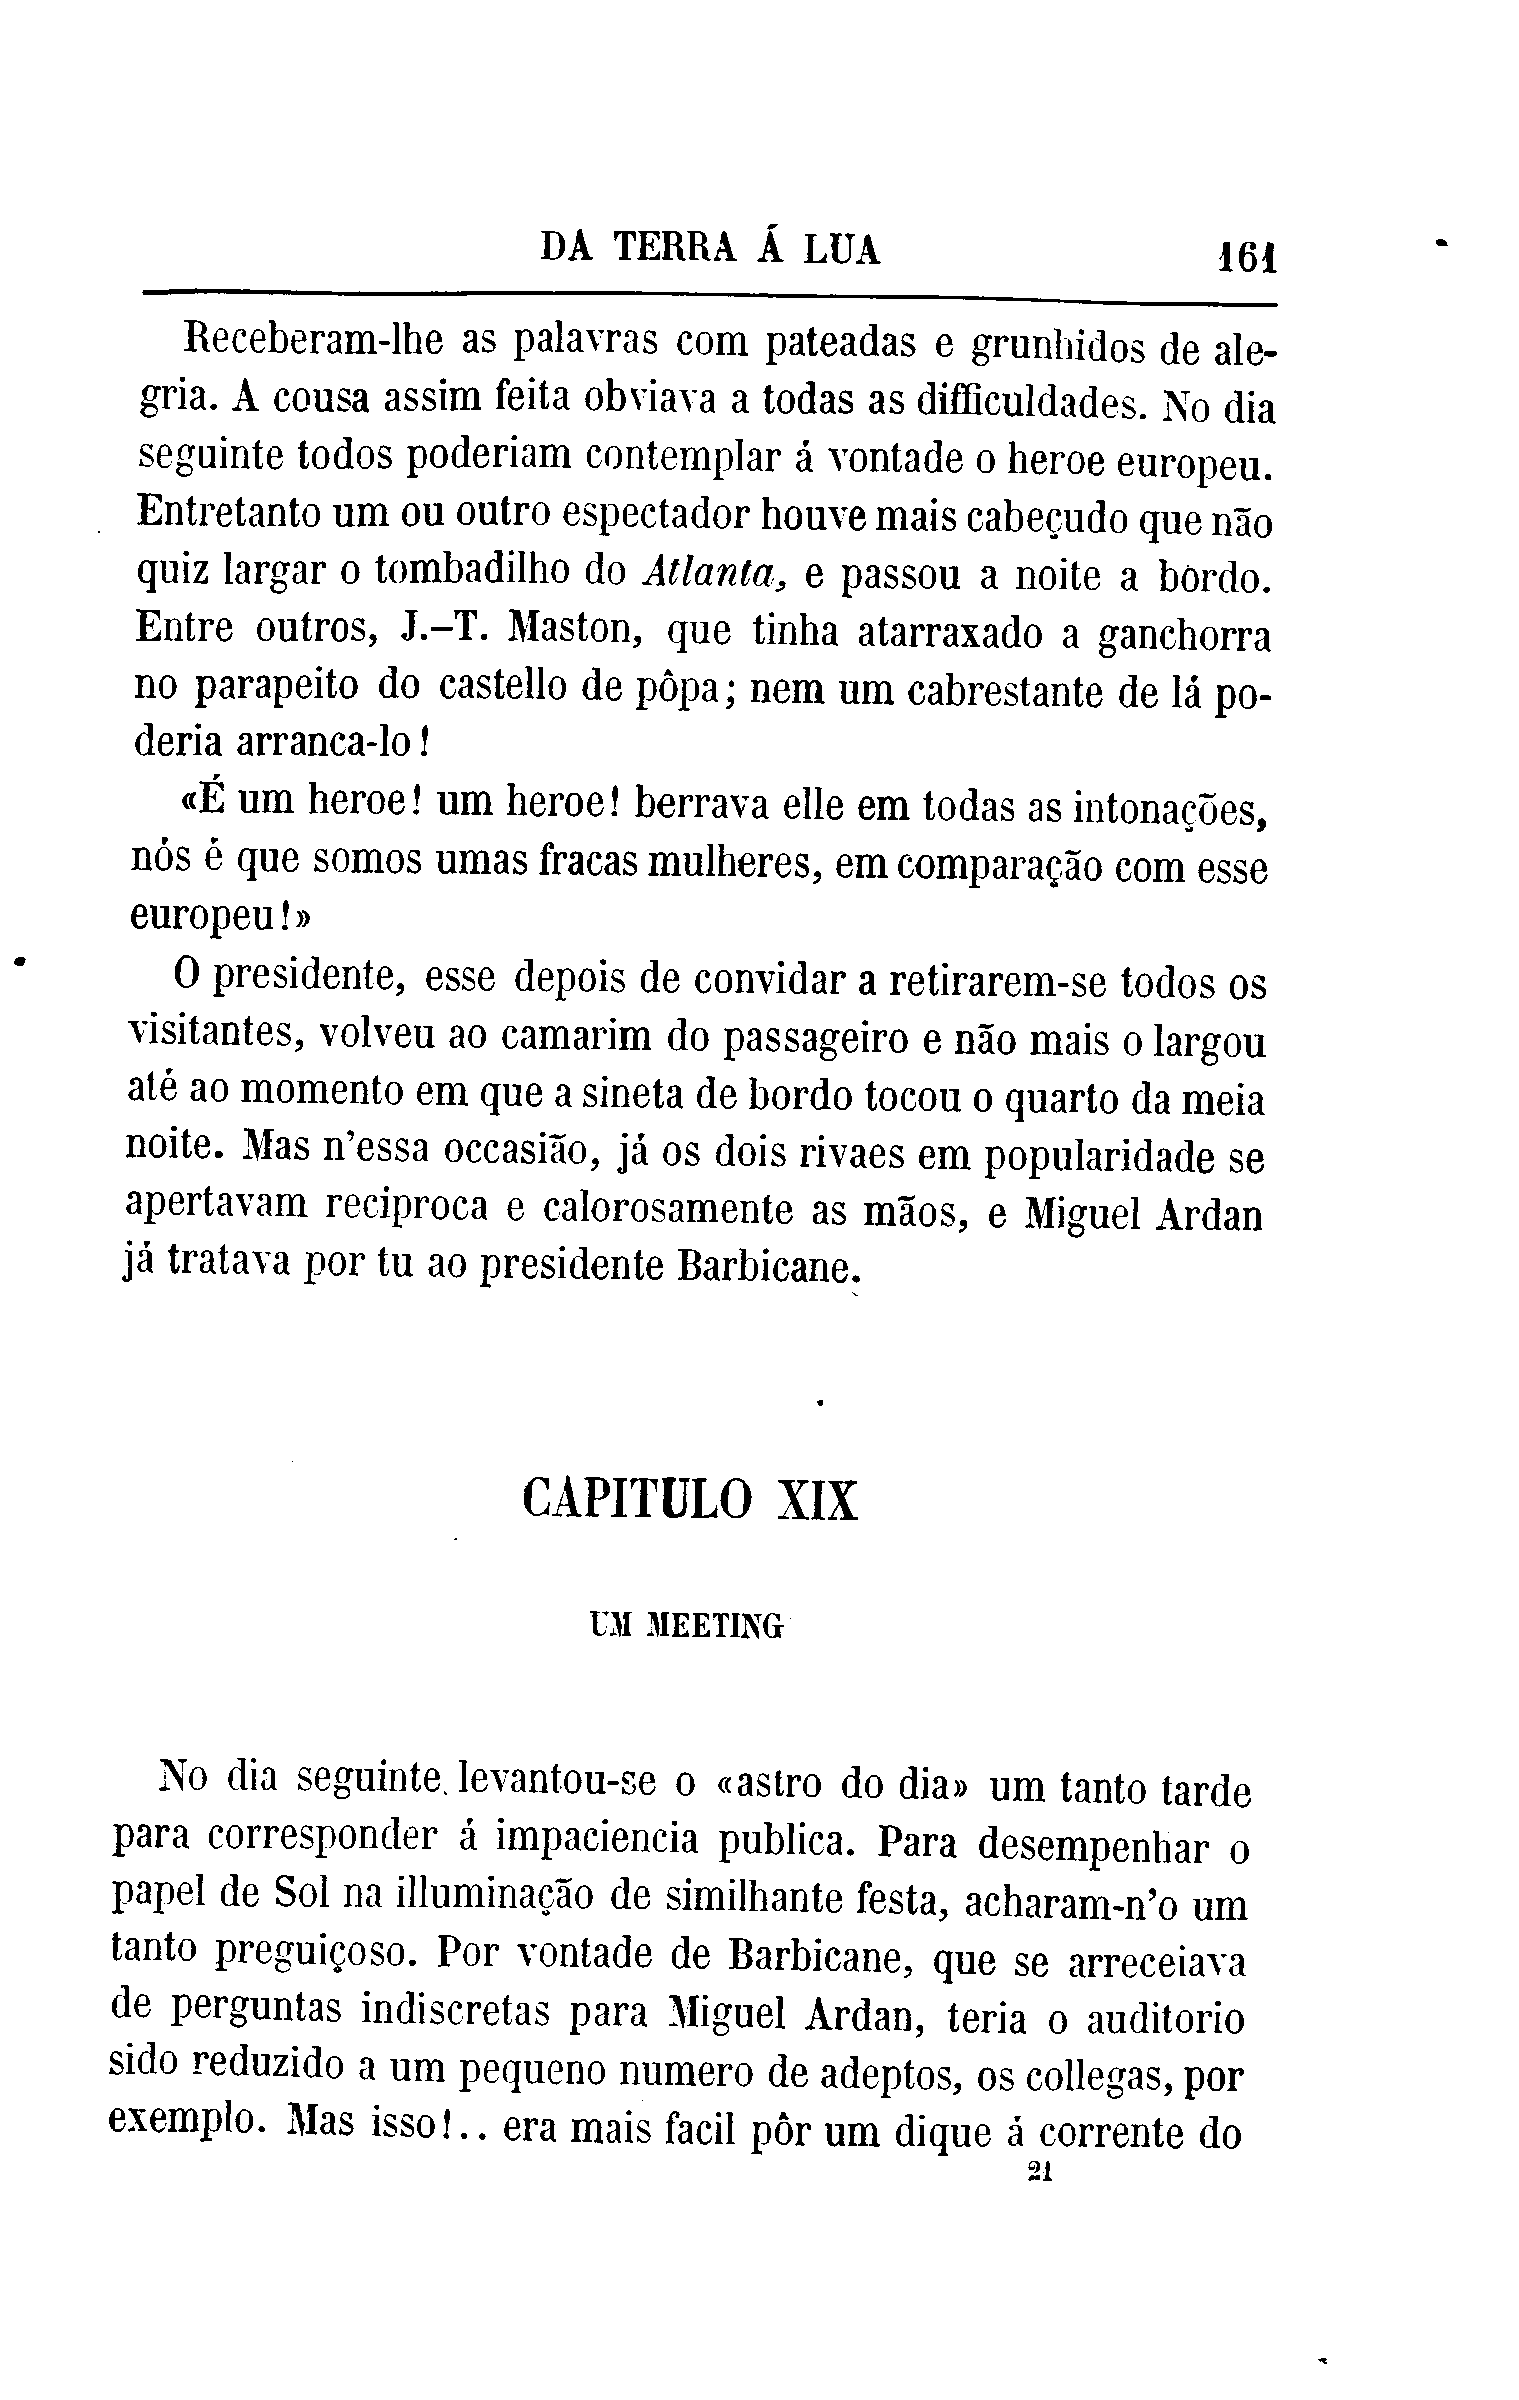 DA TERRA Á LUA 161
Receberam-lhe as palavras com pateadas e grunhidos de ale-
gria. A cousa assim feita obviava a todas as difficuldades. No dia
seguinte todos poderiam contemplar á vontade o heroe europeu.
Entretanto um ou outro espectador houve mais cabeçudo que não
quiz largar o tombadilho do Atlanta, e passou a noite a bordo.
Entre outros, J.-T. Maston, que tinha atarraxado a ganchorra
no parapeito do castello de pôpa; nem um cabrestante de lá po-
deria arranca-lo!
«É um heroe! um heroe! berrava elle em todas as intonações,
nós é que somos umas fracas mulheres, em comparação com esse
europeu!»
O presidente, esse depois de convidar a retirarem-se todos os
visitantes, volveu ao camarim do passageiro e não mais o largou
até ao momento em que a sineta de bordo tocou o quarto da meia
noite. Mas n'essa occasião, já os dois rivaes em popularidade se
apertavam reciproca e calorosamente as mãos, e Miguel Ardan
já tratava por tu ao presidente Barbicane.
CAPITULO XIX
UM MEETING
No dia seguinte, levantou-se o «astro do dia» um tanto tarde
para corresponder á impaciencia publica. Para desempenhar o
papel de Sol na illuminação de similhante festa, acharam-n'o um
tanto preguiçoso. Por vontade de Barbicane, que se arreceiava
de perguntas indiscretas para Miguel Ardan, teria o auditorio
sido reduzido a um pequeno numero de adeptos, os collegas, por
exemplo. Mas isso!.. era mais facil pôr um dique á corrente do
21